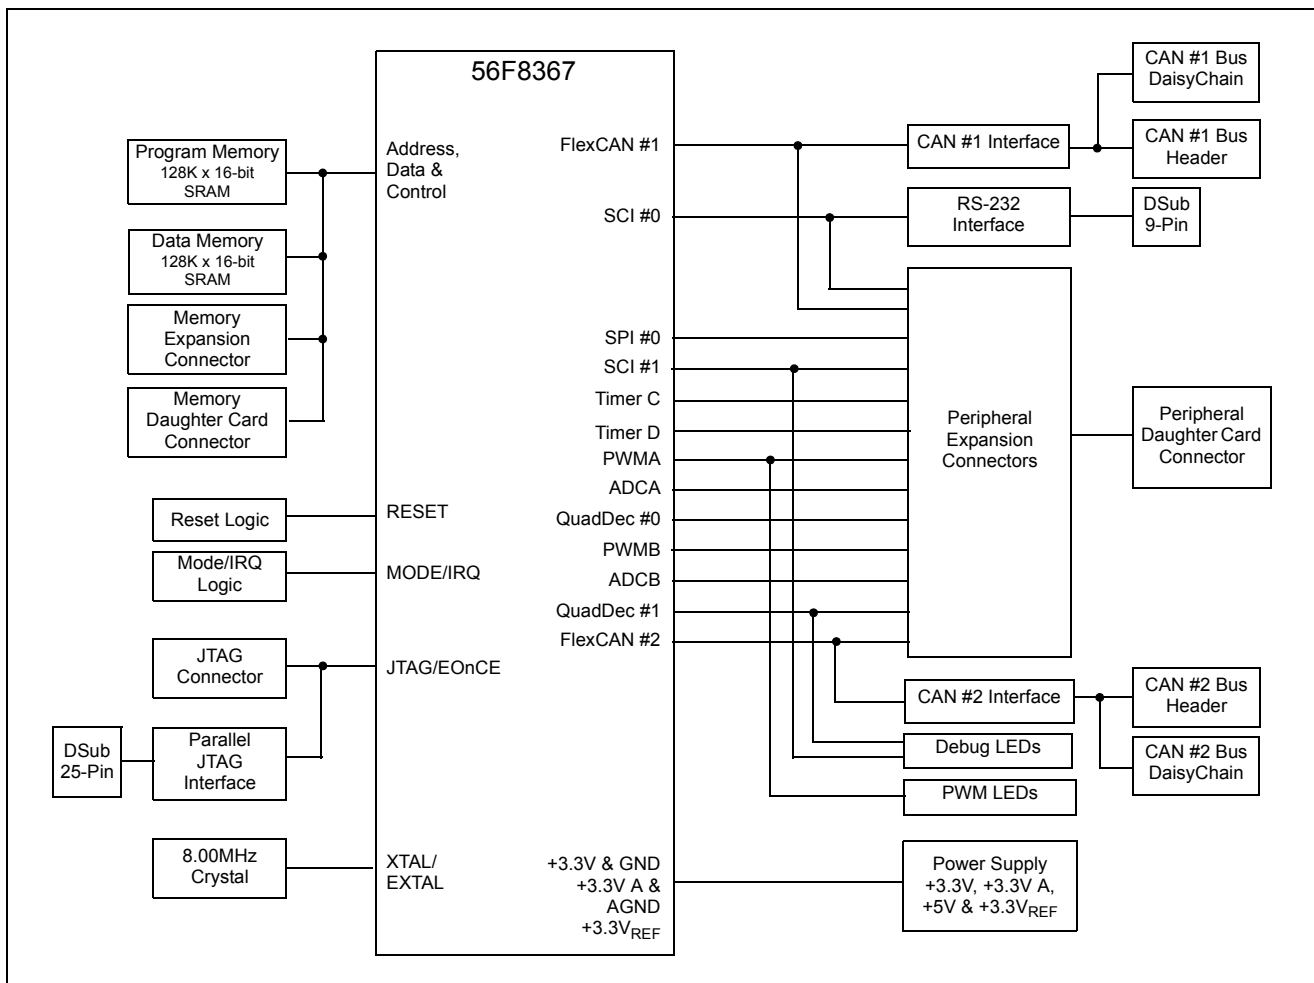 56F8367
Program Memory
128K x 16-bit
SRAM
Data Memory
128K x 16-bit
SRAM
Memory
Expansion
Connector
Memory
Daughter Card
Connector
Reset Logic
Mode/IRQ
Logic
JTAG
Connector
DSub
25-Pin
Parallel
JTAG
Interface
8.00MHz
Crystal
Address,
Data &
Control
RESET
MODE/IRQ
JTAG/EOnCE
XTAL/
EXTAL
FlexCAN #1
SCI #0
SPI #0
SCI #1
Timer C
Timer D
PWMA
ADCA
QuadDec #0
PWMB
ADCB
QuadDec #1
FlexCAN #2
+3.3V & GND
+3.3V A &
AGND
+3.3VREF
CAN #1 Interface
RS-232
Interface
Peripheral
Expansion
Connectors
CAN #2 Interface
Debug LEDs
PWM LEDs
Power Supply
+3.3V, +3.3V A,
+5V & +3.3VREF
CAN #1 Bus
DaisyChain
CAN #1 Bus
Header
DSub
9-Pin
Peripheral
Daughter Card
Connector
CAN #2 Bus
Header
CAN #2 Bus
DaisyChain